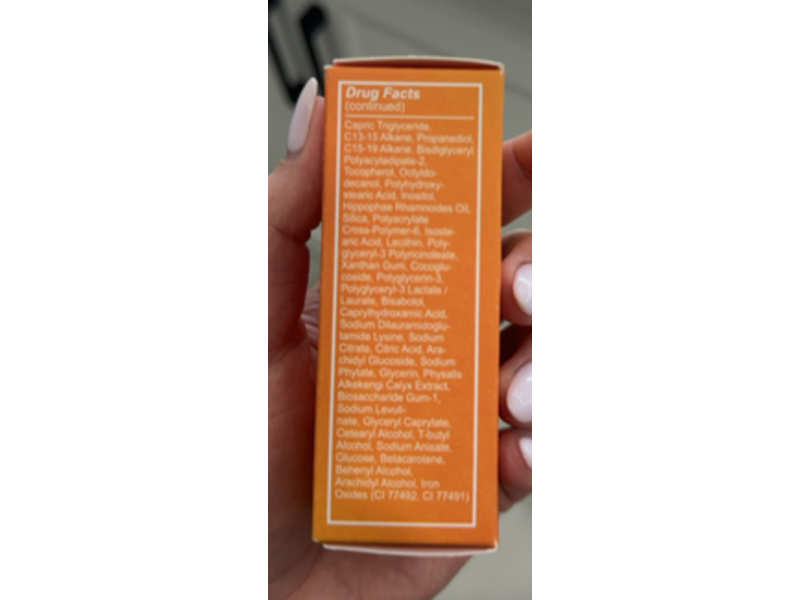 Drug Facts
(continued)
Capric Triglyceride,
C13-15 Alkane, Propanediol,
C15-19 Alkane, Bisdiglyceryl
Polyacyladipate-2,
Tocopherol, Octyldo-
decanol, Polyhydroxy-
stearic Acid, Inositol,
Hippophae Rhamnoides Oil,
Silica, Polyacrylate
Cross-Polymer-6, Isoste-
aric Acid, Lecithin, Poly-
glyceryl-3 Polyricinoleate,
Xanthan Gum, Cocoglu-
coside, Polyglycerin-3,
Polyglyceryl-3 Lactate /
Laurate, Bisabolol,
Caprylhydroxamic Acid,
Sodium Dilauramidoglu-
tamide Lysine, Sodium
Citrate, Citric Acid, Ara-
chidyl Glucoside, Sodium
Phytate, Glycerin, Physalis
Alkekengi Calyx Extract,
Biosaccharide Gum-1,
Sodium Levuli-
nate, Glyceryl Caprylate,
Cetearyl Alcohol, T-butyl
Alcohol, Sodium Anisate,
Glucose, Betacarotene,
Behenyl Alcohol,
Arachidyl Alcohol, Iron
Oxides (CI 77492, CI 77491)